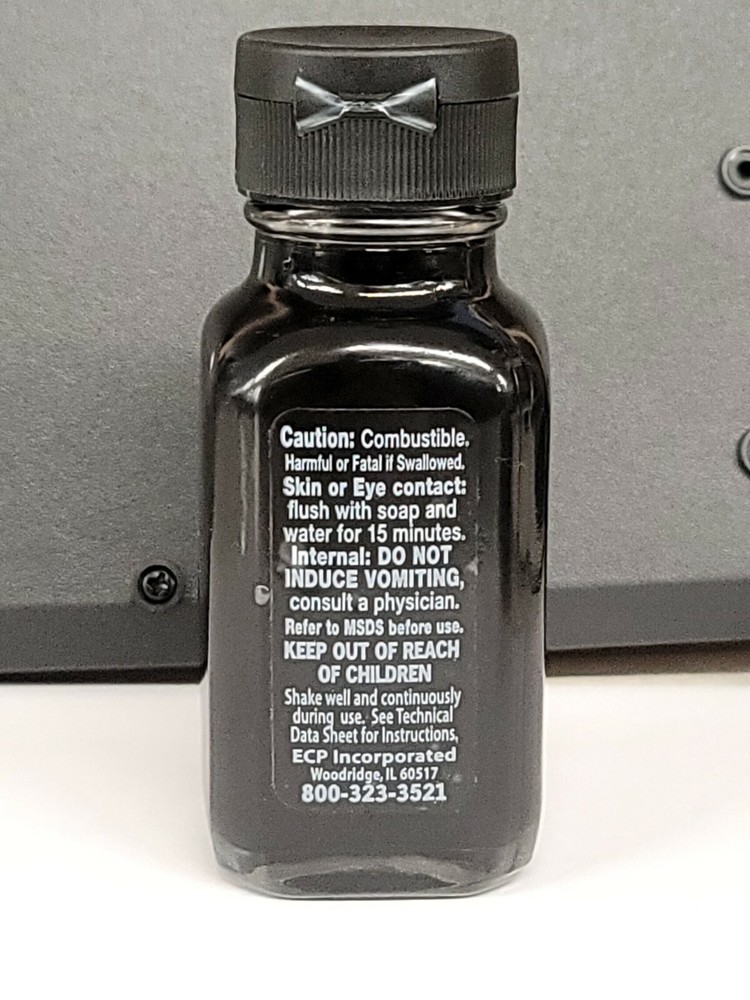 Caution: Combustible.
Harmful or Fatal if Swallowed.
Skin or Eye contact:
flush with soap and
water for 15 minutes.
Internal: DO NOT
INDUCE VOMITING,
consult a physician.
Refer to MSDS before use.
KEEP OUT OF REACH
OF CHILDREN
Shake well and continuously
during use. See Technical
Data Sheet for Instructions.
ECP Incorporated
Woodridge, IL 60517
800-323-3521